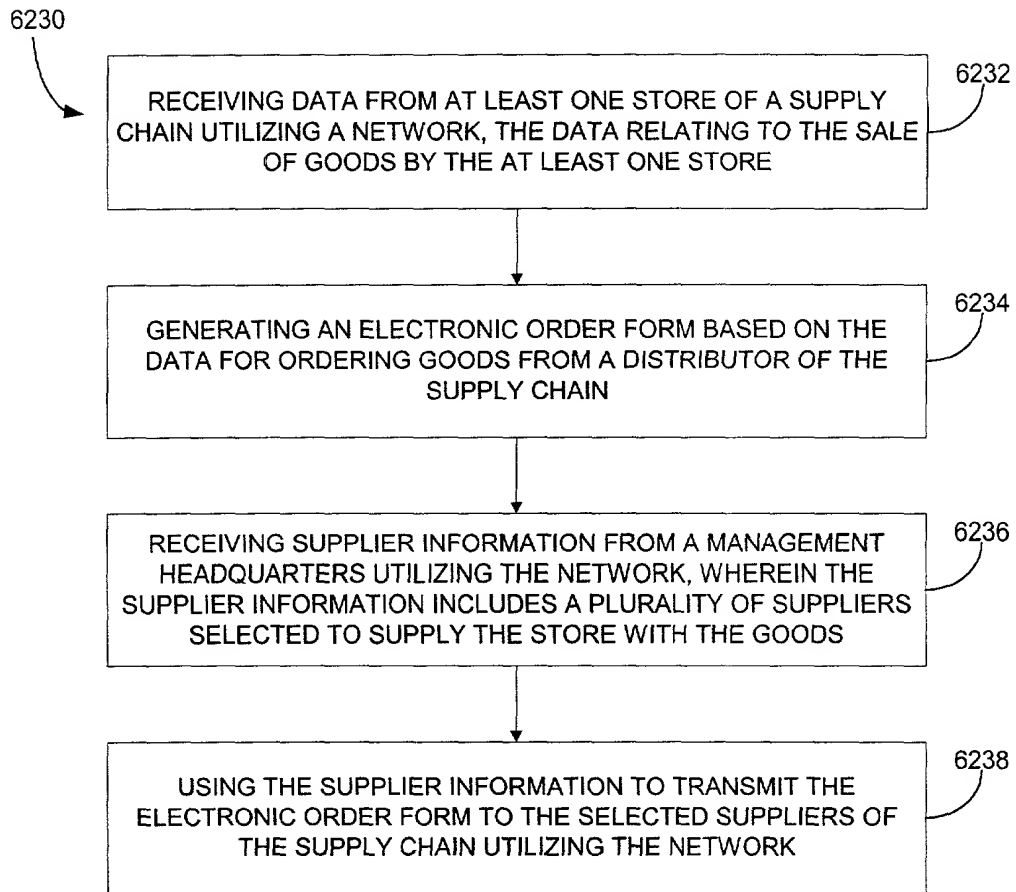 6230
6232
RECEIVING DATA FROM AT LEAST ONE STORE OF A SUPPLY
CHAIN UTILIZING A NETWORK, THE DATA RELATING TO THE SALE
OF GOODS BY THE AT LEAST ONE STORE
6234
GENERATING AN ELECTRONIC ORDER FORM BASED ON THE
DATA FOR ORDERING GOODS FROM A DISTRIBUTOR OF THE
SUPPLY CHAIN
6236
RECEIVING SUPPLIER INFORMATION FROM A MANAGEMENT
HEADQUARTERS UTILIZING THE NETWORK, WHEREIN THE
SUPPLIER INFORMATION INCLUDES A PLURALITY OF SUPPLIERS
SELECTED TO SUPPLY THE STORE WITH THE GOODS
6238
USING THE SUPPLIER INFORMATION TO TRANSMIT THE
ELECTRONIC ORDER FORM TO THE SELECTED SUPPLIERS OF
THE SUPPLY CHAIN UTILIZING THE NETWORK